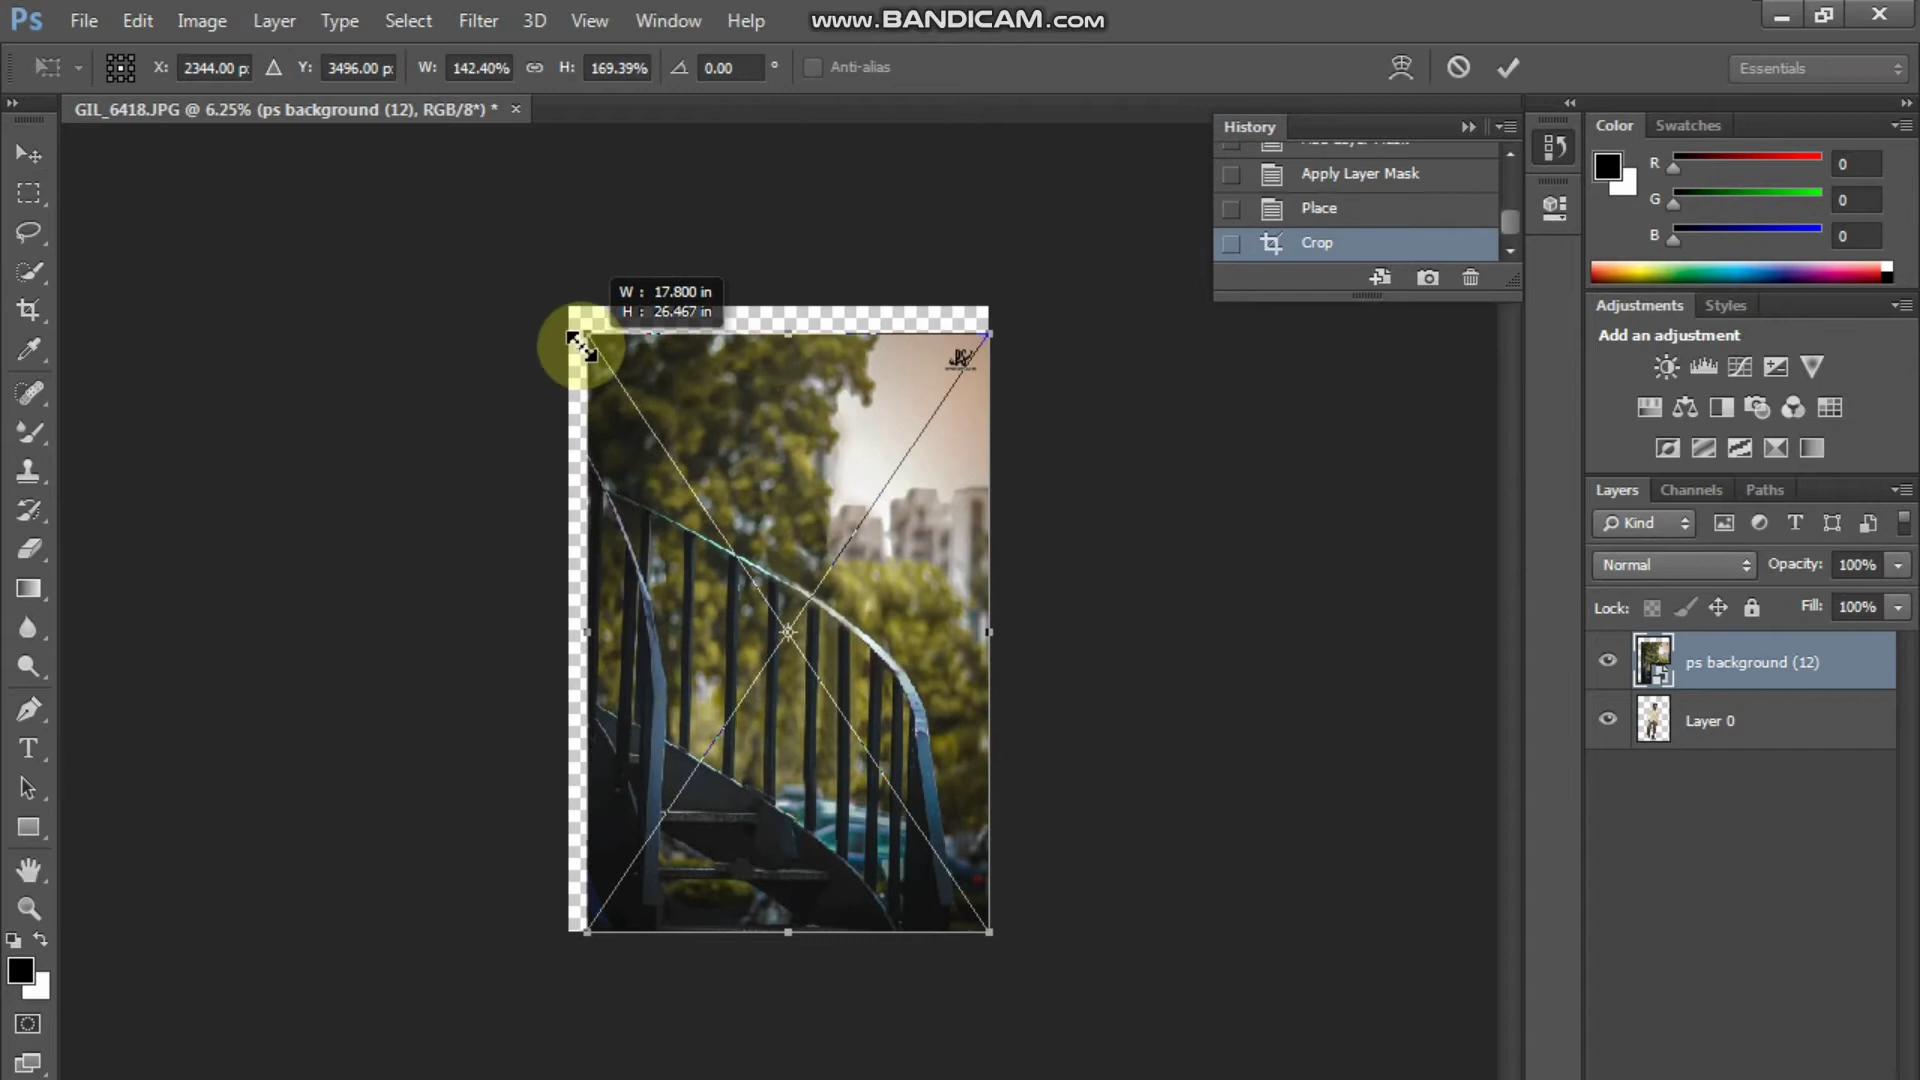 Ps File Edit Image Layer Type Select Filter 3D View Window Help www.BANDICAM.com
X: 2344.00 px Y: 3496.00 px W: 142.40% H: 169.39% 0.00 ° Anti-alias Essentials
GIL_6418.JPG @ 6.25% (ps background (12), RGB/8*) * ×
History
Apply Layer Mask
Place
Crop
W : 17.800 in
H : 26.467 in
PS
Color Swatches
R 0
G 0
B 0
Adjustments Styles
Add an adjustment
Layers Channels Paths
Kind
Normal Opacity: 100%
Lock: Fill: 100%
ps background (12)
Layer 0